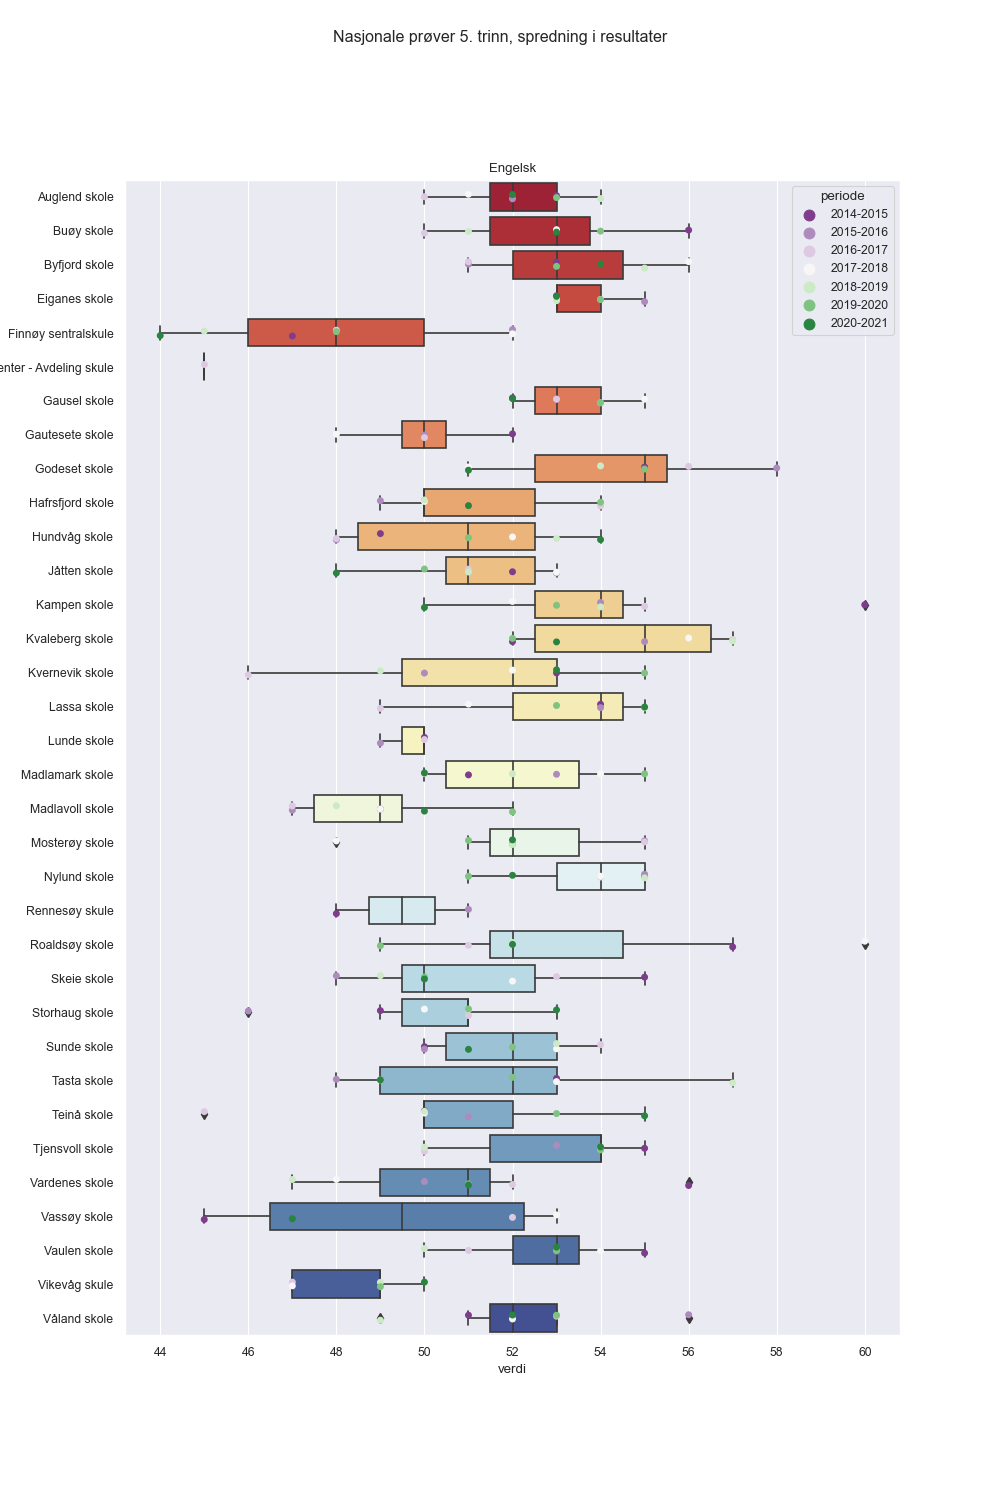 Nasjonale prøver 5. trinn, spredning i resultater
Engelsk
Auglend skole
Buøy skole
Byfjord skole
Eiganes skole
Finnøy sentralskule
enter - Avdeling skule
Gausel skole
Gautesete skole
Godeset skole
Hafrsfjord skole
Hundvåg skole
Jåtten skole
Kampen skole
Kvaleberg skole
Kvernevik skole
Lassa skole
Lunde skole
Madlamark skole
Madlavoll skole
Mosterøy skole
Nylund skole
Rennesøy skule
Roaldsøy skole
Skeie skole
Storhaug skole
Sunde skole
Tasta skole
Teinå skole
Tjensvoll skole
Vardenes skole
Vassøy skole
Vaulen skole
Vikevåg skule
Våland skole
periode
2014-2015
2015-2016
2016-2017
2017-2018
2018-2019
2019-2020
2020-2021
44 46 48 50 52 54 56 58 60
verdi